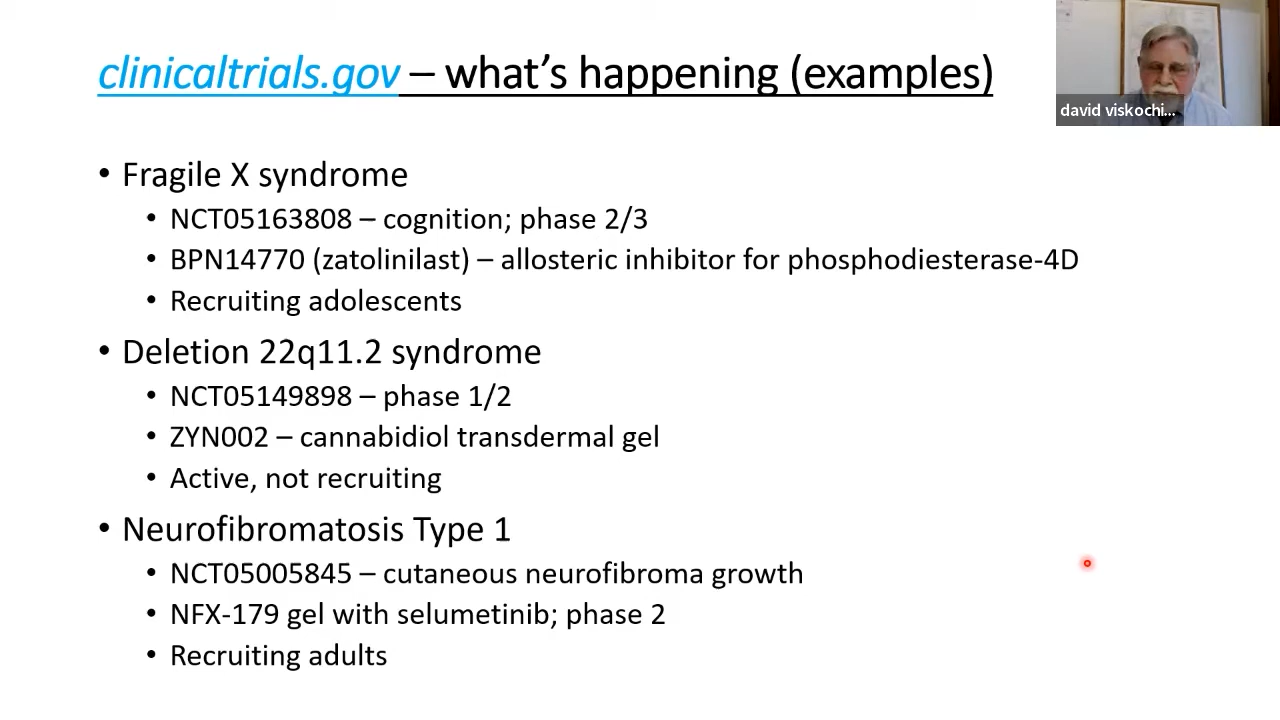 clinicaltrials.gov – what's happening (examples)
david viskochi...
• Fragile X syndrome
• NCT05163808 – cognition; phase 2/3
• BPN14770 (zatolinilast) – allosteric inhibitor for phosphodiesterase-4D
• Recruiting adolescents
• Deletion 22q11.2 syndrome
• NCT05149898 – phase 1/2
• ZYN002 – cannabidiol transdermal gel
• Active, not recruiting
• Neurofibromatosis Type 1
• NCT05005845 – cutaneous neurofibroma growth
• NFX-179 gel with selumetinib; phase 2
• Recruiting adults